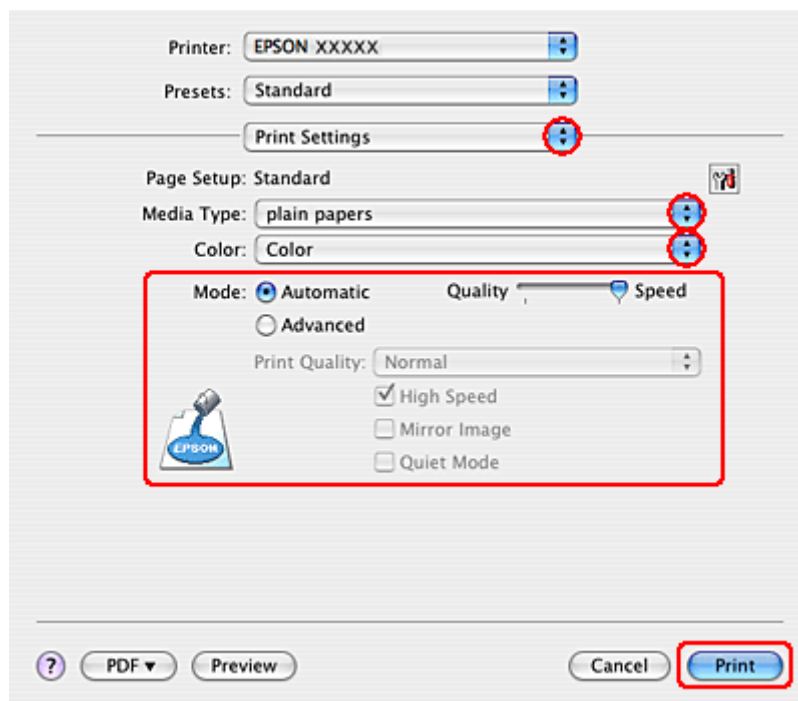 Printer: EPSON XXXXX
Presets: Standard
Print Settings
Page Setup: Standard
Media Type: plain papers
Color: Color
Mode: Automatic Quality Speed
Advanced
Print Quality: Normal
High Speed
Mirror Image
Quiet Mode
EPSON
? PDF ▾ Preview Cancel Print